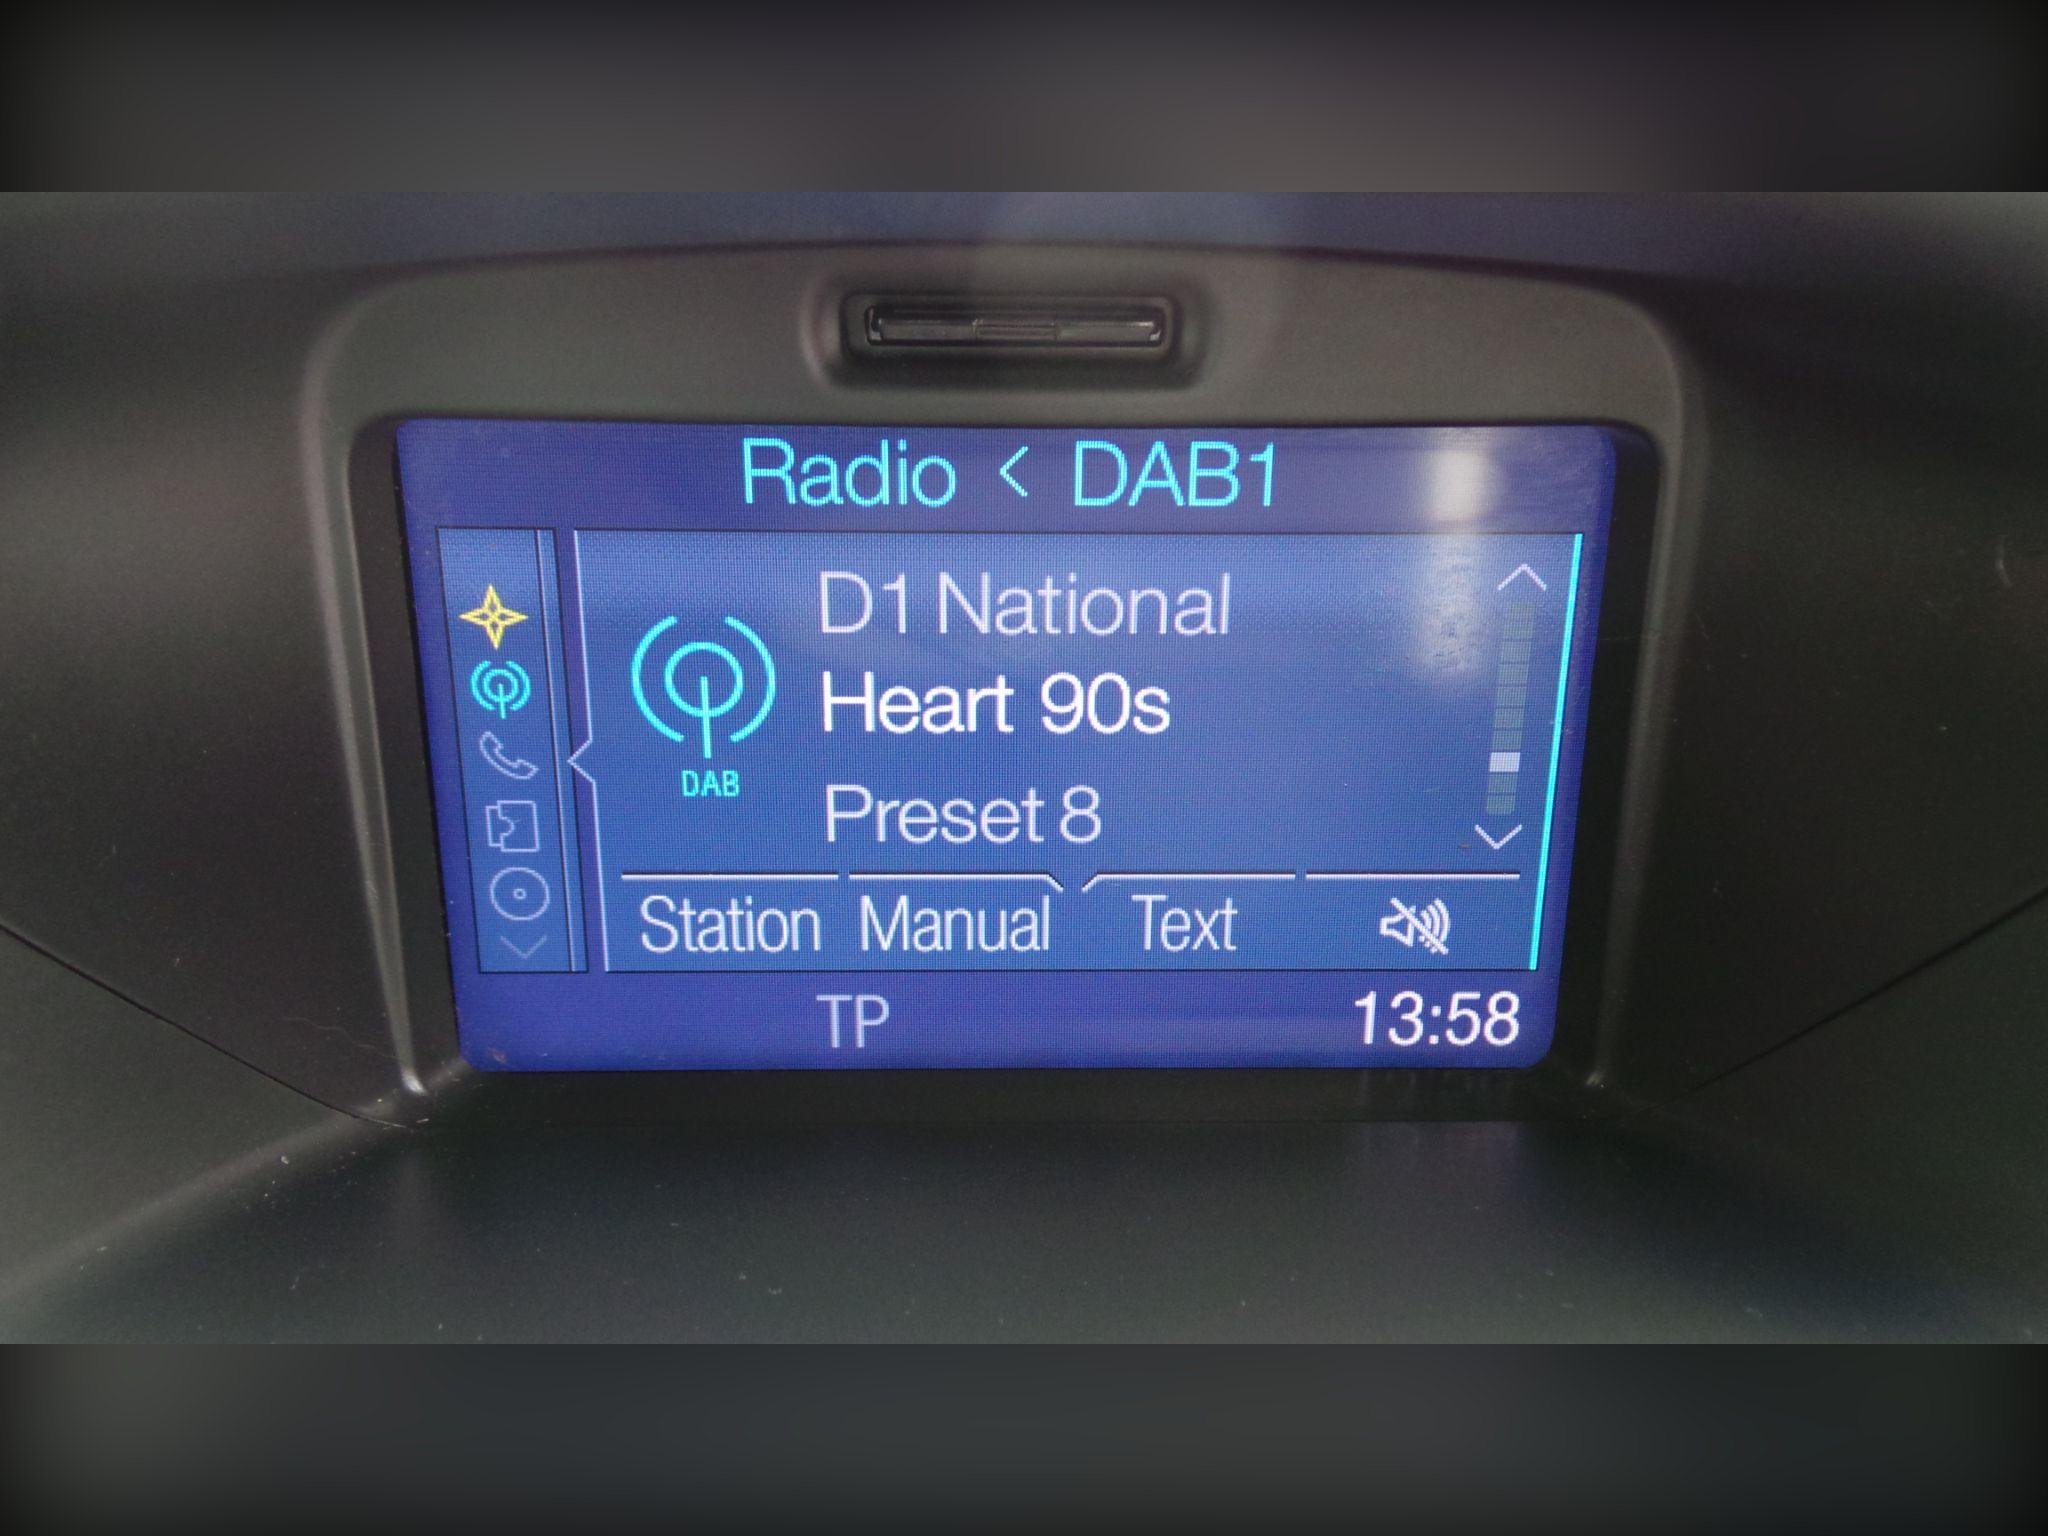 Radio < DAB1
D1 National
Heart 90s
DAB
Preset 8
Station Manual Text
TP 13:58